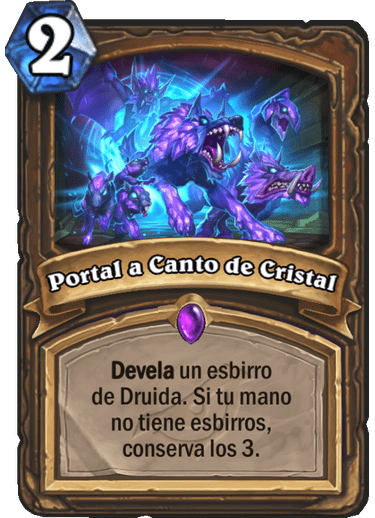 2
Portal a Canto de Cristal
Devela un esbirro
de Druida. Si tu mano
no tiene esbirros,
conserva los 3.